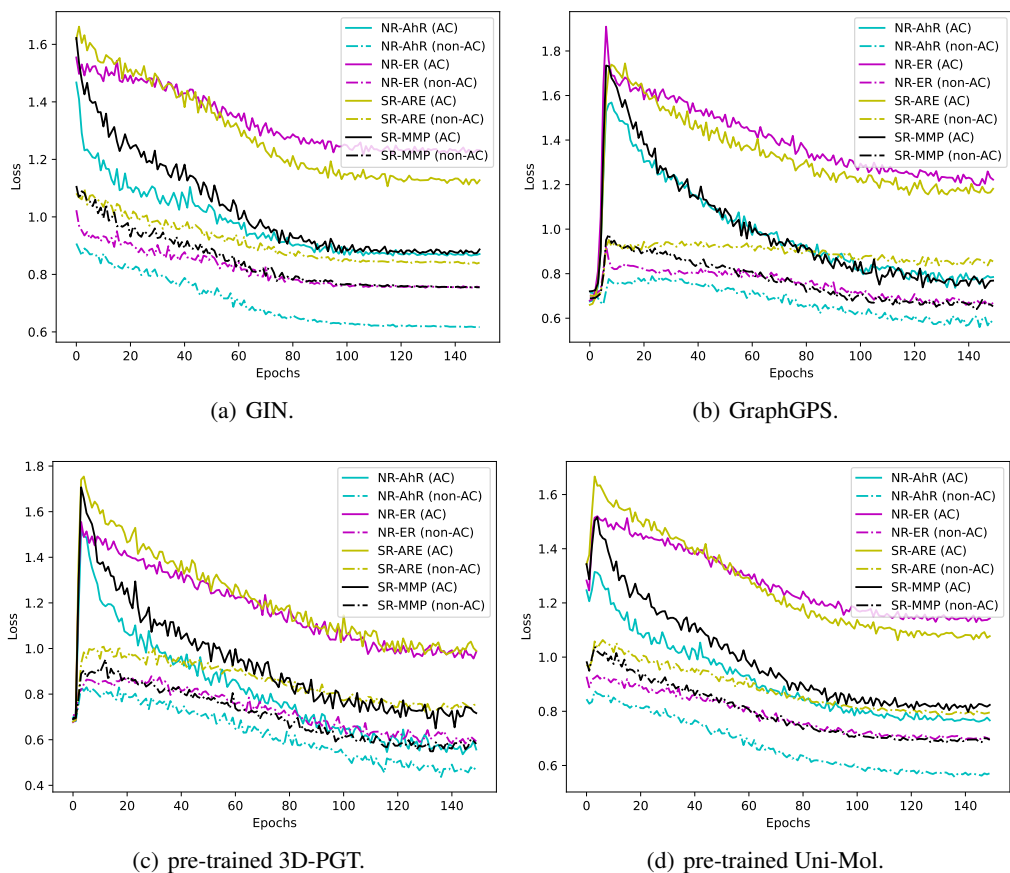 1.6
1.4
1.2
1.0
0.8
0.6
Loss
0 20 40 60 80 100 120 140
Epochs
NR-AhR (AC)
NR-AhR (non-AC)
NR-ER (AC)
NR-ER (non-AC)
SR-ARE (AC)
SR-ARE (non-AC)
SR-MMP (AC)
SR-MMP (non-AC)
(a) GIN.
1.8
1.6
1.4
1.2
1.0
0.8
0.6
Loss
0 20 40 60 80 100 120 140
Epochs
NR-AhR (AC)
NR-AhR (non-AC)
NR-ER (AC)
NR-ER (non-AC)
SR-ARE (AC)
SR-ARE (non-AC)
SR-MMP (AC)
SR-MMP (non-AC)
(b) GraphGPS.
1.8
1.6
1.4
1.2
1.0
0.8
0.6
0.4
Loss
0 20 40 60 80 100 120 140
Epochs
NR-AhR (AC)
NR-AhR (non-AC)
NR-ER (AC)
NR-ER (non-AC)
SR-ARE (AC)
SR-ARE (non-AC)
SR-MMP (AC)
SR-MMP (non-AC)
(c) pre-trained 3D-PGT.
1.6
1.4
1.2
1.0
0.8
0.6
Loss
0 20 40 60 80 100 120 140
Epochs
NR-AhR (AC)
NR-AhR (non-AC)
NR-ER (AC)
NR-ER (non-AC)
SR-ARE (AC)
SR-ARE (non-AC)
SR-MMP (AC)
SR-MMP (non-AC)
(d) pre-trained Uni-Mol.